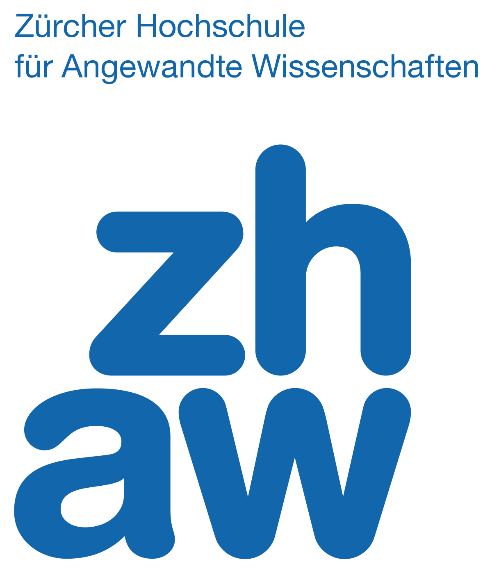 Zürcher Hochschule
für Angewandte Wissenschaften
zh
aw